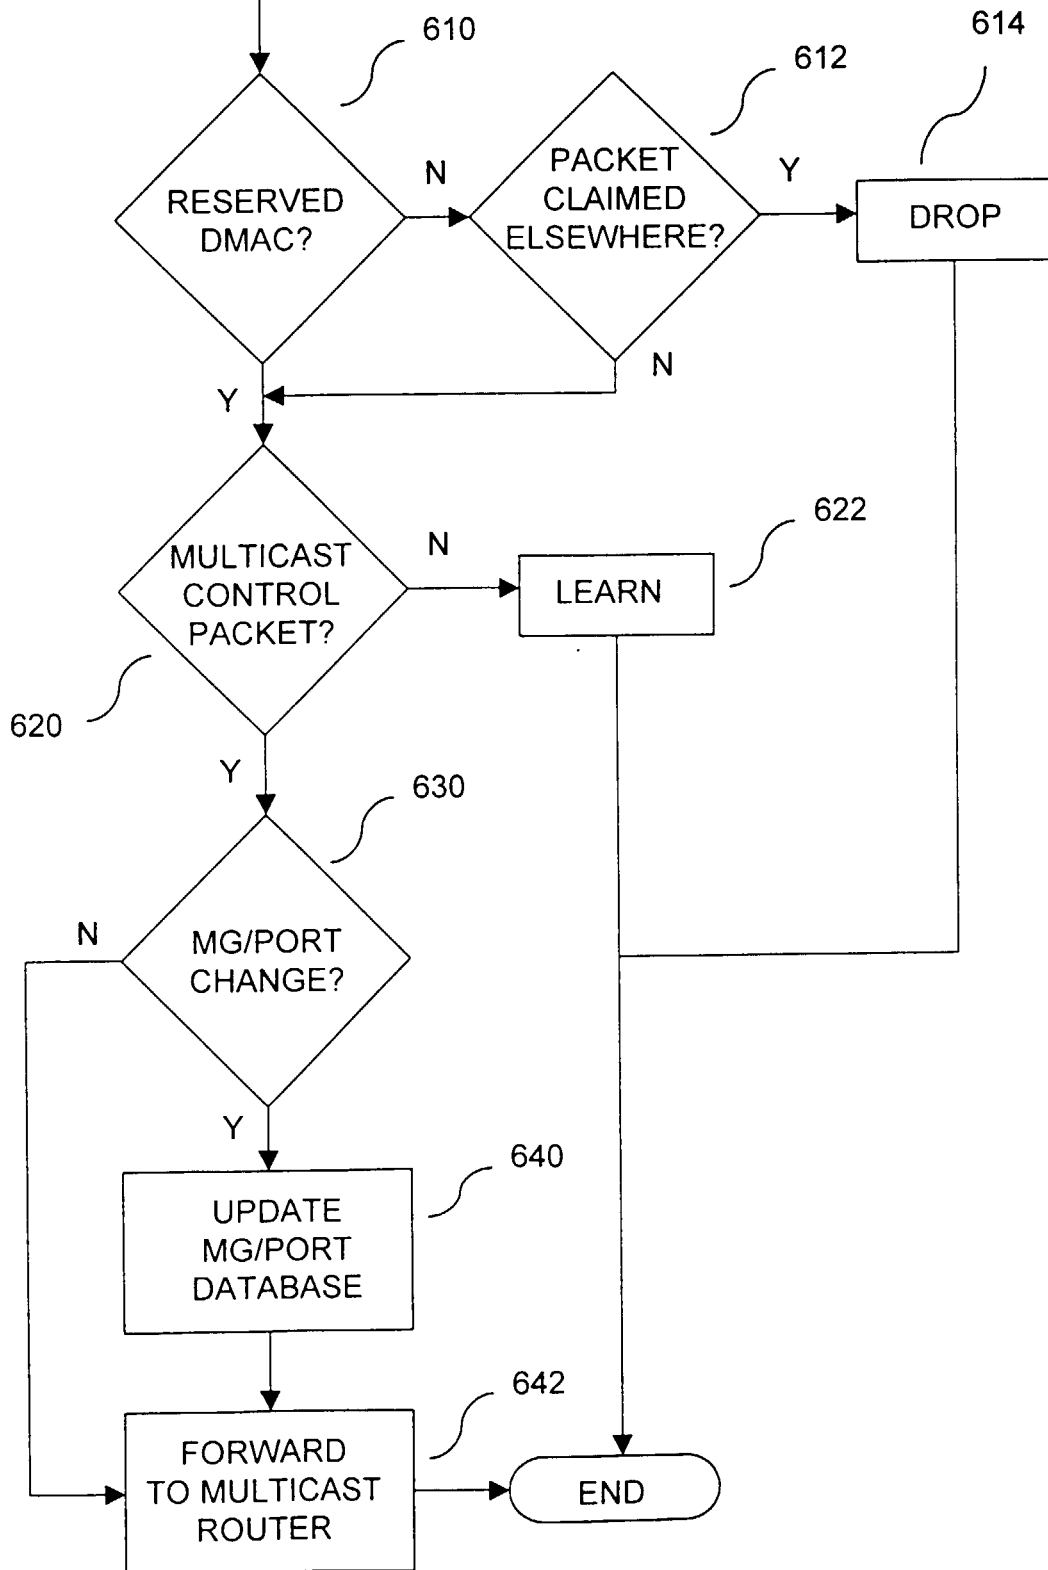 610
612
614
RESERVED
DMAC?
N
PACKET
CLAIMED
ELSEWHERE?
Y
DROP
Y
N
MULTICAST
CONTROL
PACKET?
N
LEARN
622
620
Y
630
N
MG/PORT
CHANGE?
Y
640
UPDATE
MG/PORT
DATABASE
642
FORWARD
TO MULTICAST
ROUTER
END